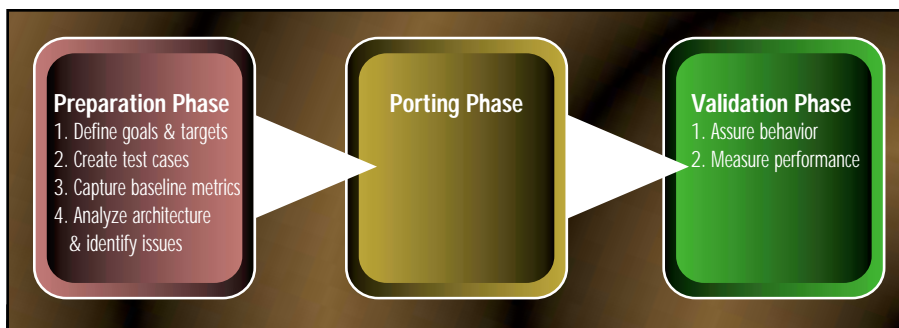 Preparation Phase
1. Define goals & targets
2. Create test cases
3. Capture baseline metrics
4. Analyze architecture
& identify issues
Porting Phase
Validation Phase
1. Assure behavior
2. Measure performance